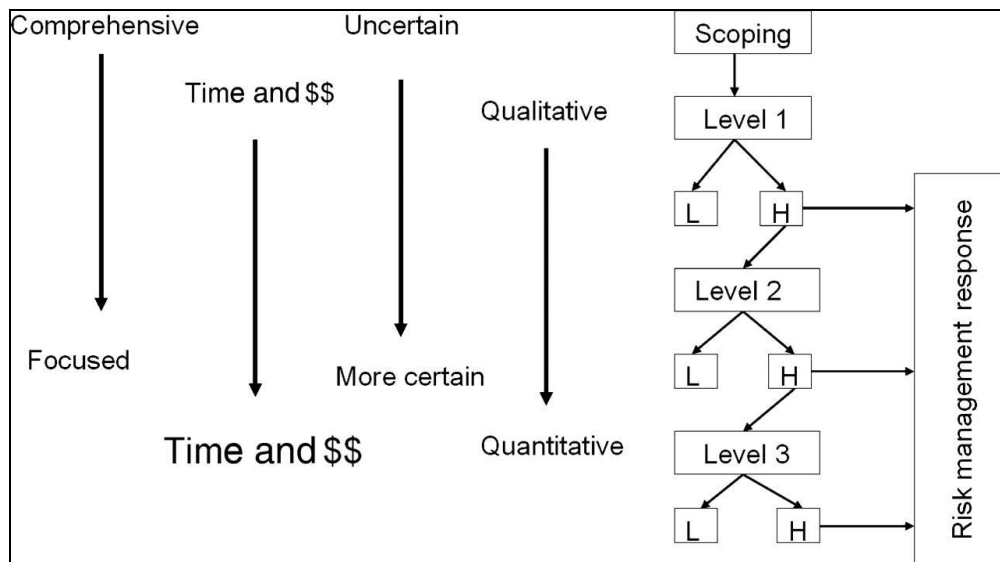 Comprehensive
Uncertain
Scoping
Time and $$
Qualitative
Level 1
L
H
Level 2
Focused
More certain
L
H
Time and $$
Quantitative
Level 3
L
H
Risk management response